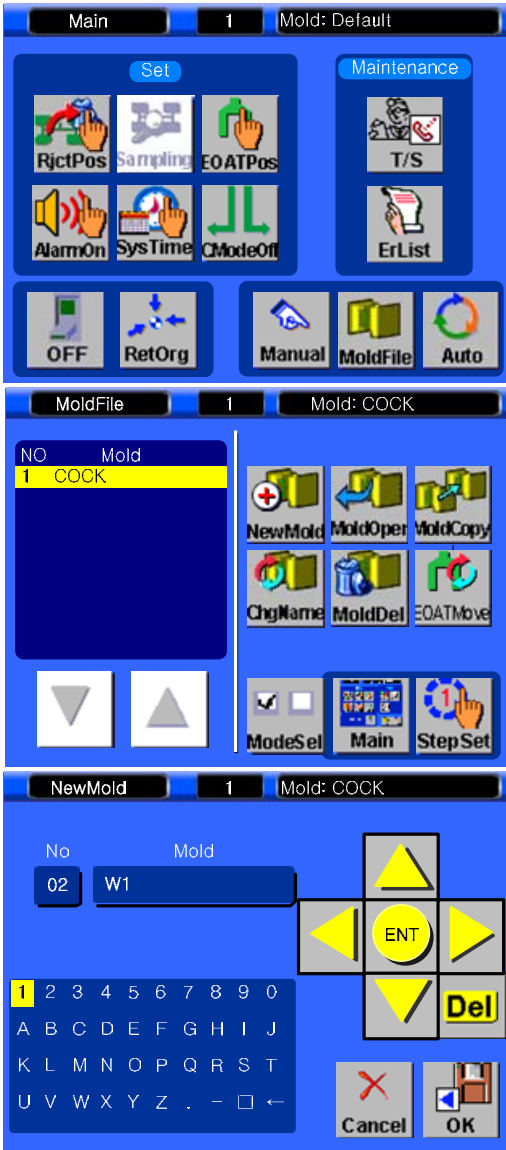 Main 1 Mold: Default
Set Maintenance
RjctPos Sampling EOATPos T/S
AlarmOn SysTime CModeOff ErList
OFF RetOrg Manual MoldFile Auto
MoldFile 1 Mold: COCK
NO Mold
1 COCK
NewMold MoldOper MoldCopy
ChgName MoldDel EOATMove
ModeSel Main StepSet
NewMold 1 Mold: COCK
No Mold
02 W1
ENT
1 2 3 4 5 6 7 8 9 0
Del
A B C D E F G H I J
K L M N O P Q R S T
U V W X Y Z . - □ ←
Cancel OK